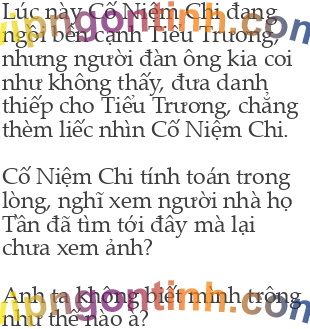 Lúc này Cố Niệm Chi đang
ngồi bên cạnh Tiểu Trương,
nhưng người đàn ông kia coi
như không thấy, đưa danh
thiếp cho Tiểu Trương, chẳng
thèm liếc nhìn Cố Niệm Chi.
Cố Niệm Chi tính toán trong
lòng, nghĩ xem người nhà họ
Tần đã tìm tới đây mà lại
chưa xem ảnh?
Anh ta không biết mình trông
như thế nào à?